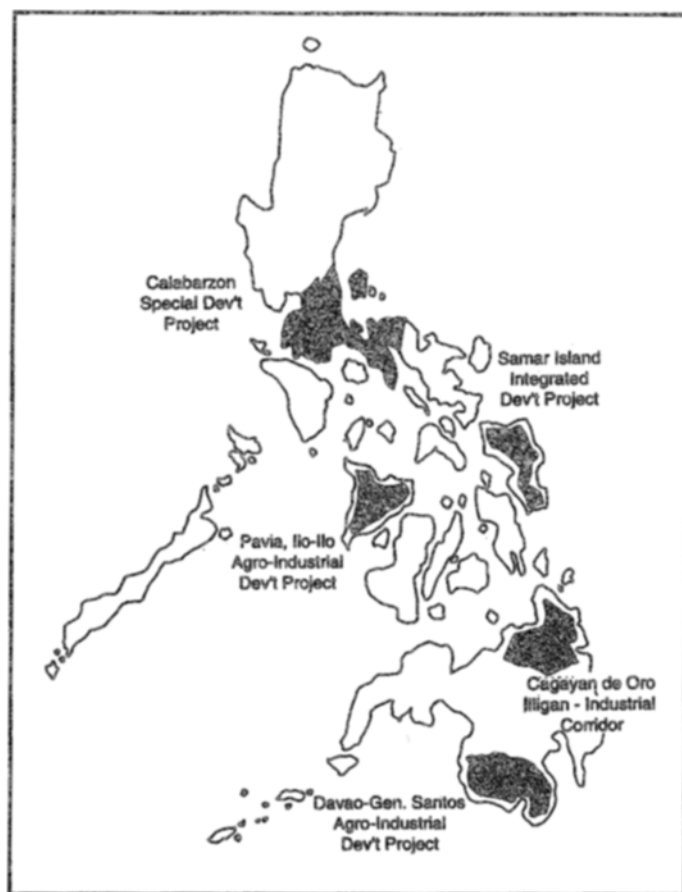 Calabarzon
Special Dev't
Project
Samar Island
Integrated
Dev't Project
Pavia, Ilo-Ilo
Agro-Industrial
Dev't Project
Cagayan de Oro
Illigan - Industrial
Corridor
Davao-Gen. Santos
Agro-Industrial
Dev't Project